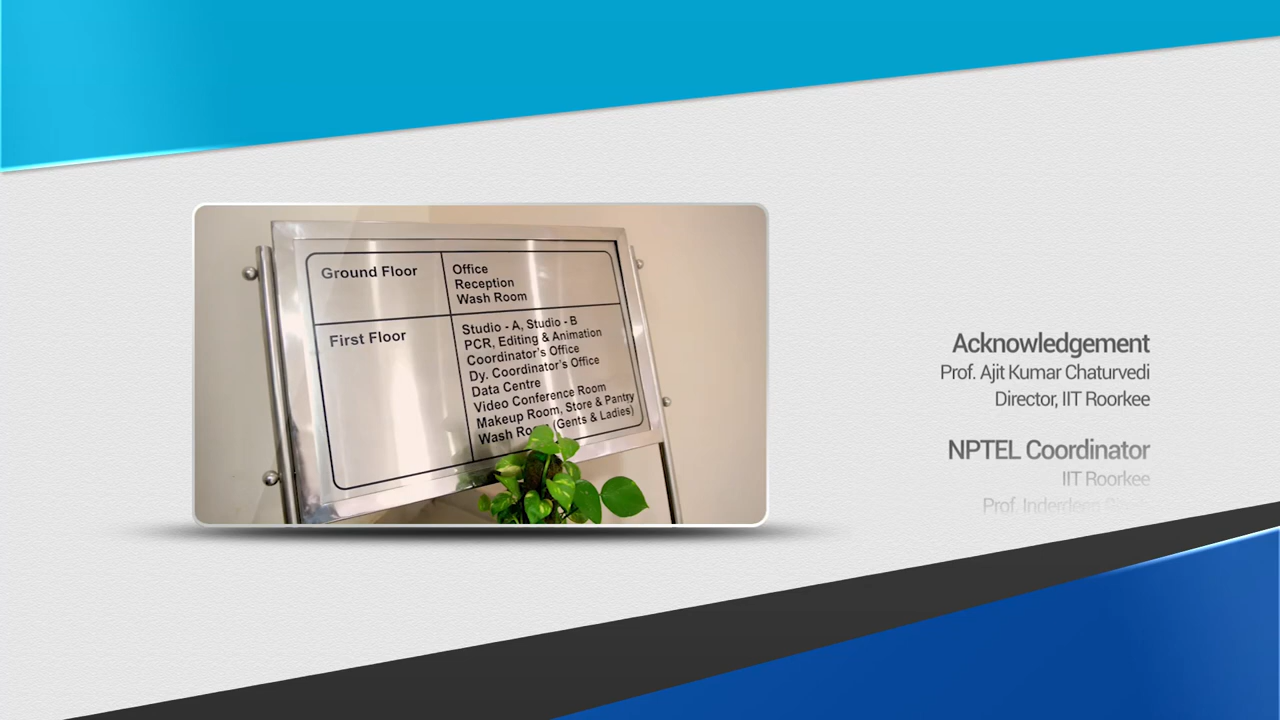 Ground Floor
Office
Reception
Wash Room
First Floor
Studio - A, Studio - B
PCR, Editing & Animation
Coordinator's Office
Dy. Coordinator's Office
Data Centre
Video Conference Room
Makeup Room, Store & Pantry
Wash Room (Gents & Ladies)
Acknowledgement
Prof. Ajit Kumar Chaturvedi
Director, IIT Roorkee
NPTEL Coordinator
IIT Roorkee
Prof.